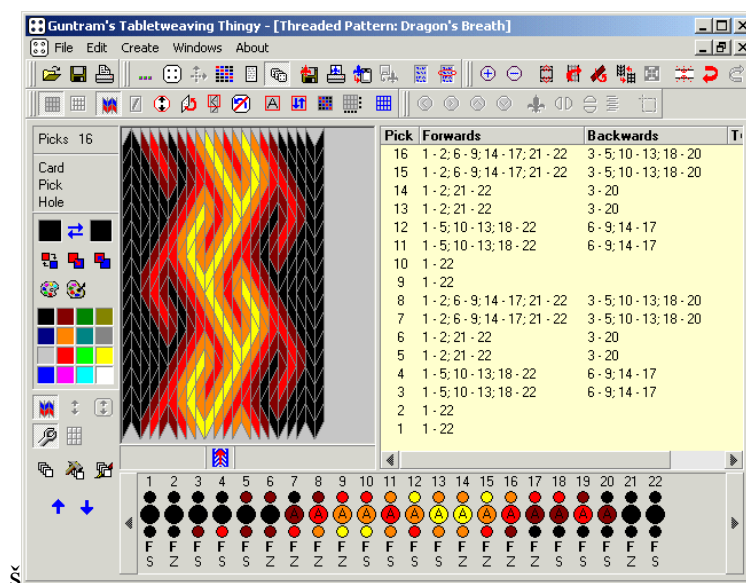 Guntram's Tabletweaving Thingy - [Threaded Pattern: Dragon's Breath]
File Edit Create Windows About
Picks 16
Card
Pick
Hole
Pick Forwards Backwards
16 1 - 2; 6 - 9; 14 - 17; 21 - 22 3 - 5; 10 - 13; 18 - 20
15 1 - 2; 6 - 9; 14 - 17; 21 - 22 3 - 5; 10 - 13; 18 - 20
14 1 - 2; 21 - 22 3 - 20
13 1 - 2; 21 - 22 3 - 20
12 1 - 5; 10 - 13; 18 - 22 6 - 9; 14 - 17
11 1 - 5; 10 - 13; 18 - 22 6 - 9; 14 - 17
10 1 - 22
9 1 - 22
8 1 - 2; 6 - 9; 14 - 17; 21 - 22 3 - 5; 10 - 13; 18 - 20
7 1 - 2; 6 - 9; 14 - 17; 21 - 22 3 - 5; 10 - 13; 18 - 20
6 1 - 2; 21 - 22 3 - 20
5 1 - 2; 21 - 22 3 - 20
4 1 - 5; 10 - 13; 18 - 22 6 - 9; 14 - 17
3 1 - 5; 10 - 13; 18 - 22 6 - 9; 14 - 17
2 1 - 22
1 1 - 22
1 2 3 4 5 6 7 8 9 10 11 12 13 14 15 16 17 18 19 20 21 22
A A A A A A A A A A A A A A
F F F F F F F F F F F F F F F F F F F F F F
S Z S Z S Z Z Z Z Z S S S S Z Z Z S S S Z S
š